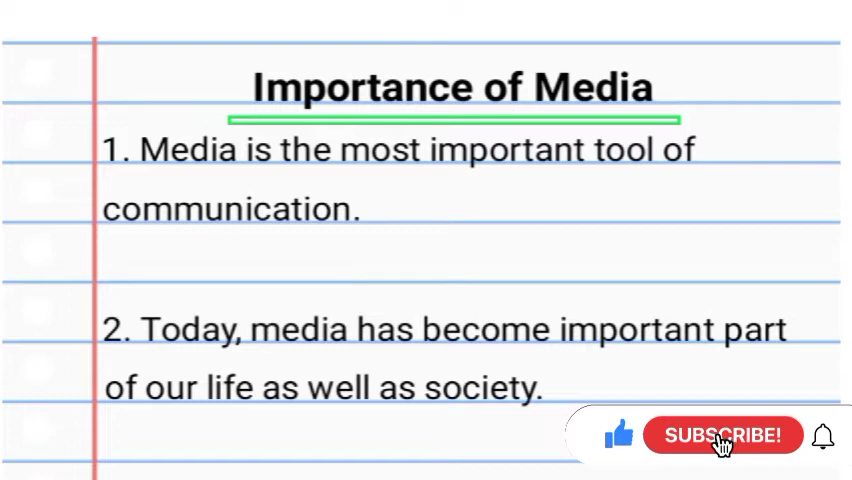 Importance of Media
1. Media is the most important tool of
communication.
2. Today, media has become important part
of our life as well as society.
SUBSCRIBE!